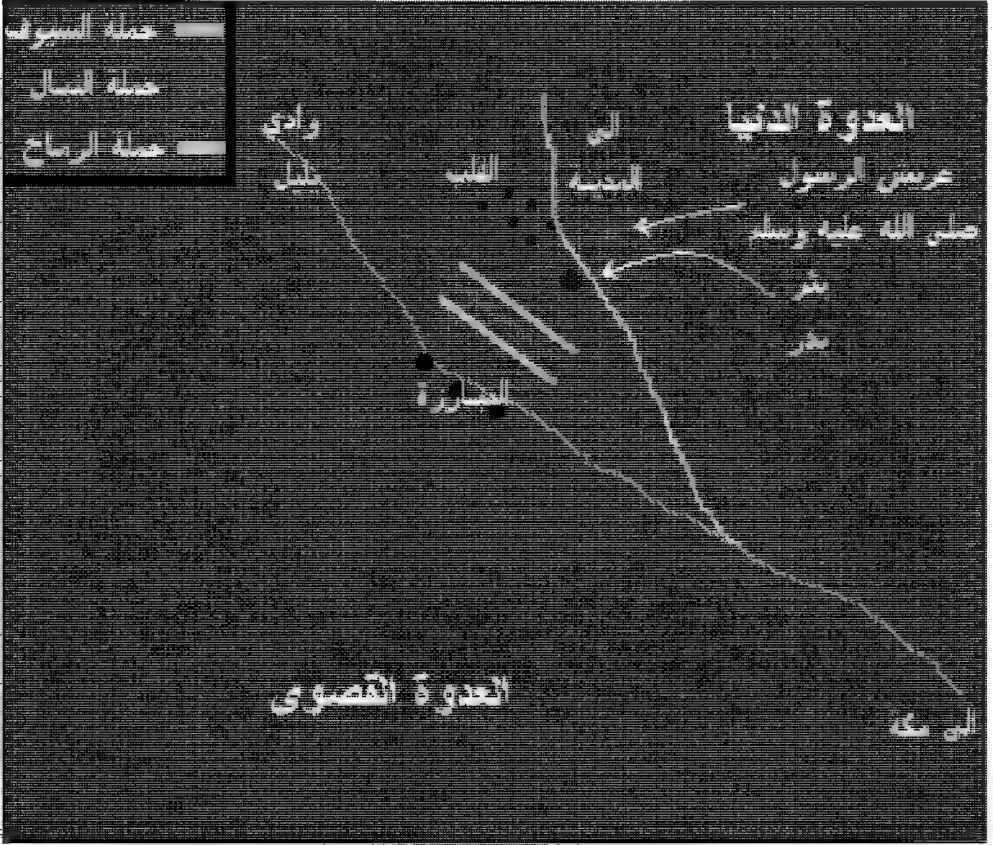 حملة السيوف
حملة النبال
حملة الرماح
العدوة الدنيا
عريش الرسول
صلى الله عليه وسلم
بئر
بدر
الى
المدينة
القلب
وادي
يليل
العدوة القصوى
الى مكة